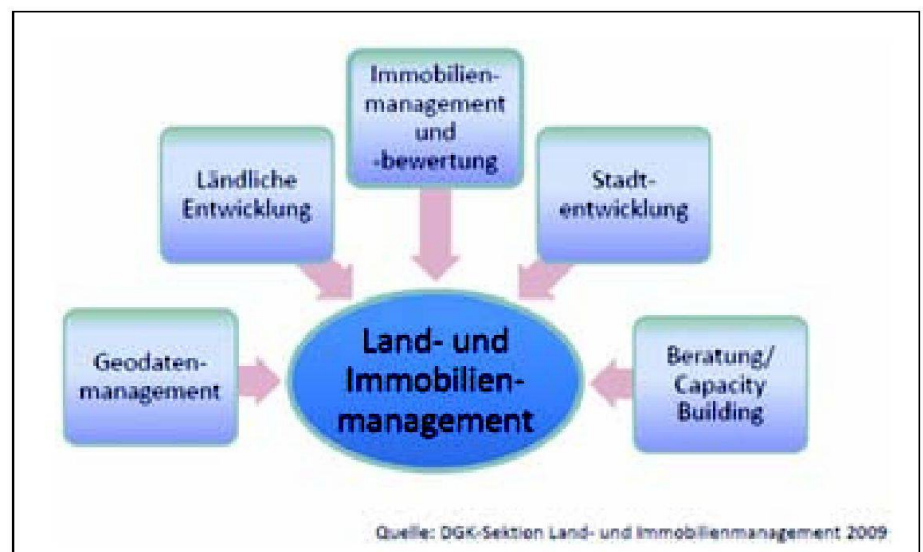 Immobilien-
management
und
-bewertung
Ländliche
Entwicklung
Stadt-
entwicklung
Geodaten-
management
Land- und
Immobilien-
management
Beratung/
Capacity
Building
Quelle: DGK-Sektion Land- und Immobilienmanagement 2009